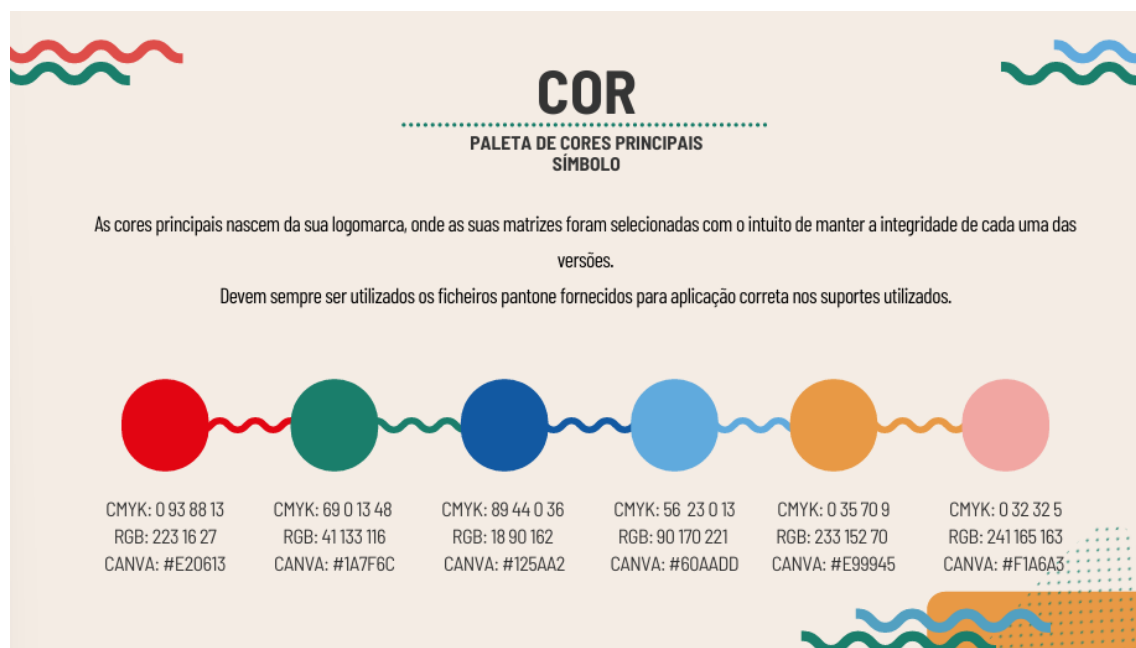 COR
PALETA DE CORES PRINCIPAIS
SÍMBOLO
As cores principais nascem da sua logomarca, onde as suas matrizes foram selecionadas com o intuito de manter a integridade de cada uma das
versões.
Devem sempre ser utilizados os ficheiros pantone fornecidos para aplicação correta nos suportes utilizados.
CMYK: 0 93 88 13
RGB: 223 16 27
CANVA: #E20613
CMYK: 69 0 13 48
RGB: 41 133 116
CANVA: #1A7F6C
CMYK: 89 44 0 36
RGB: 18 90 162
CANVA: #125AA2
CMYK: 56 23 0 13
RGB: 90 170 221
CANVA: #60AADD
CMYK: 0 35 70 9
RGB: 233 152 70
CANVA: #E99945
CMYK: 0 32 32 5
RGB: 241 165 163
CANVA: #F1A6A3